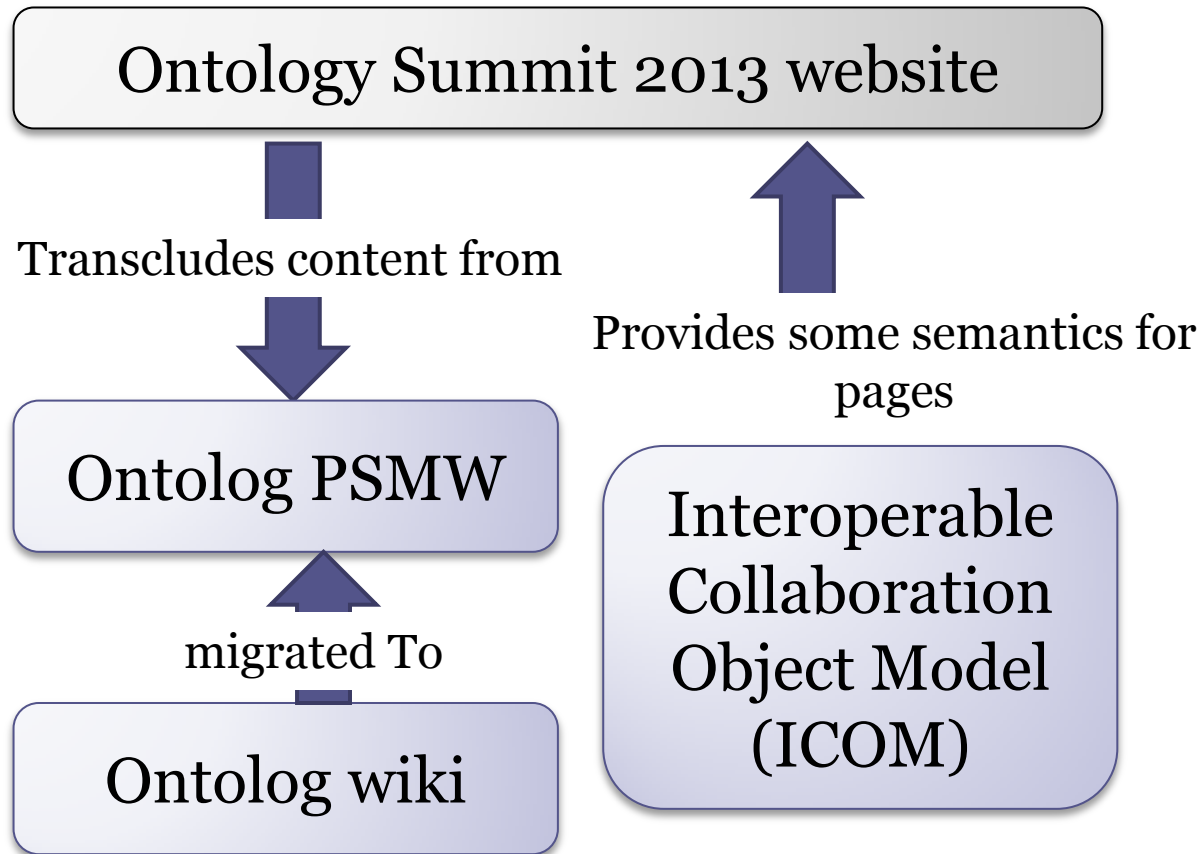 Ontology Summit 2013 website
Transcludes content from
Provides some semantics for
pages
Ontolog PSMW
migrated To
Ontolog wiki
Interoperable
Collaboration
Object Model
(ICOM)